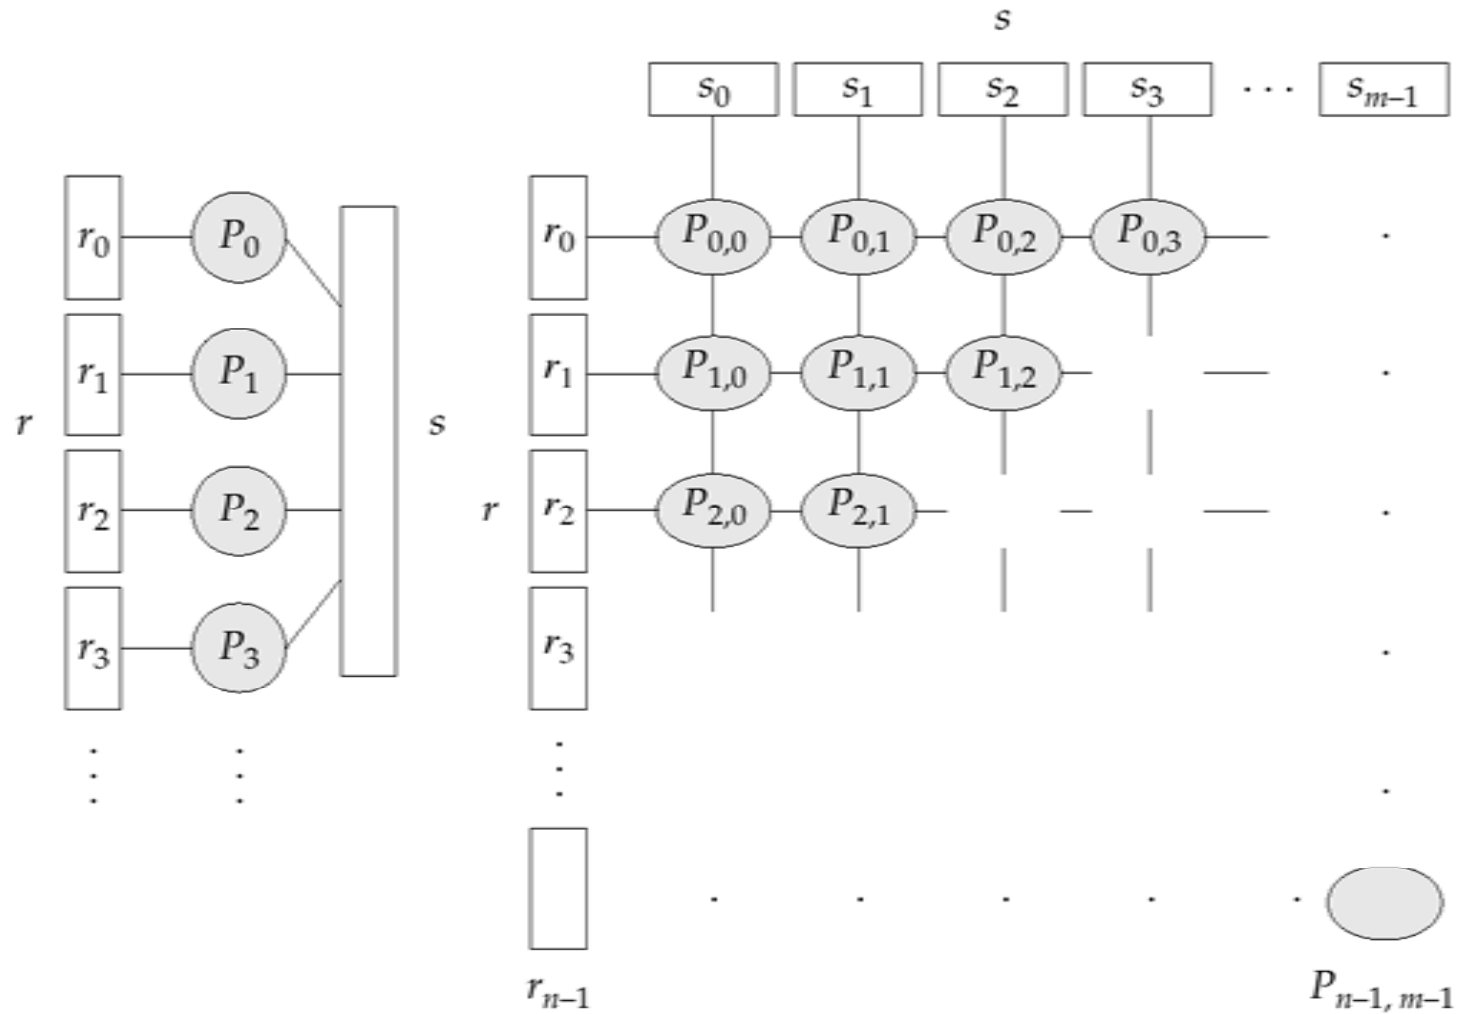 s
s0 s1 s2 s3 ... sm–1
r0 P0 r0 P0,0 P0,1 P0,2 P0,3
r1 P1 r1 P1,0 P1,1 P1,2
r s
r2 P2 r r2 P2,0 P2,1
r3 P3 r3
rn–1 Pn–1, m–1